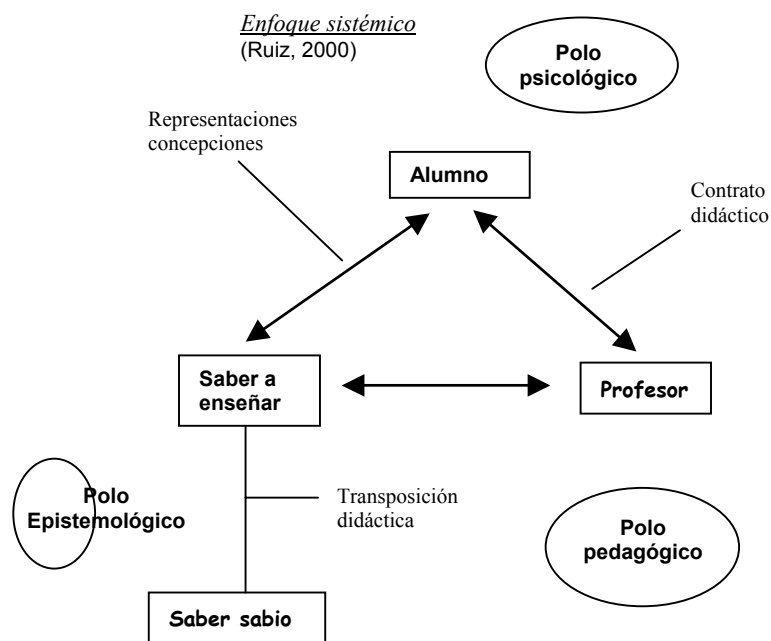 Enfoque sistémico
(Ruiz, 2000)
Polo
psicológico
Representaciones
concepciones
Alumno
Contrato
didáctico
Saber a
enseñar
Profesor
Polo
Epistemológico
Transposición
didáctica
Polo
pedagógico
Saber sabio